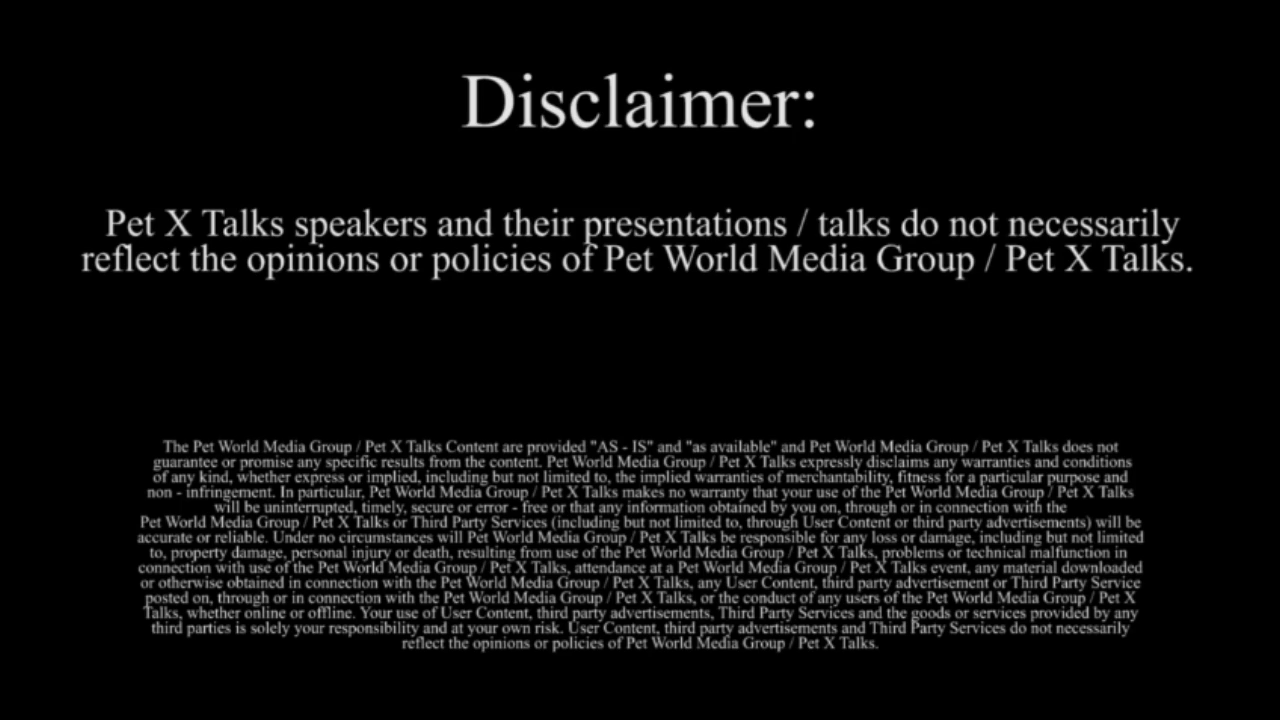 Disclaimer:
Pet X Talks speakers and their presentations / talks do not necessarily
reflect the opinions or policies of Pet World Media Group / Pet X Talks.
The Pet World Media Group / Pet X Talks Content are provided "AS - IS" and "as available" and Pet World Media Group / Pet X Talks does not
guarantee or promise any specific results from the content. Pet World Media Group / Pet X Talks expressly disclaims any warranties and conditions
of any kind, whether express or implied, including but not limited to, the implied warranties of merchantability, fitness for a particular purpose and
non - infringement. In particular, Pet World Media Group / Pet X Talks makes no warranty that your use of the Pet World Media Group / Pet X Talks
will be uninterrupted, timely, secure or error - free or that any information obtained by you on, through or in connection with the
Pet World Media Group / Pet X Talks or Third Party Services (including but not limited to, through User Content or third party advertisements) will be
accurate or reliable. Under no circumstances will Pet World Media Group / Pet X Talks be responsible for any loss or damage, including but not limited
to, property damage, personal injury or death, resulting from use of the Pet World Media Group / Pet X Talks, problems or technical malfunction in
connection with use of the Pet World Media Group / Pet X Talks, attendance at a Pet World Media Group / Pet X Talks event, any material downloaded
or otherwise obtained in connection with the Pet World Media Group / Pet X Talks, any User Content, third party advertisement or Third Party Service
posted on, through or in connection with the Pet World Media Group / Pet X Talks, or the conduct of any users of the Pet World Media Group / Pet X
Talks, whether online or offline. Your use of User Content, third party advertisements, Third Party Services and the goods or services provided by any
third parties is solely your responsibility and at your own risk. User Content, third party advertisements and Third Party Services do not necessarily
reflect the opinions or policies of Pet World Media Group / Pet X Talks.